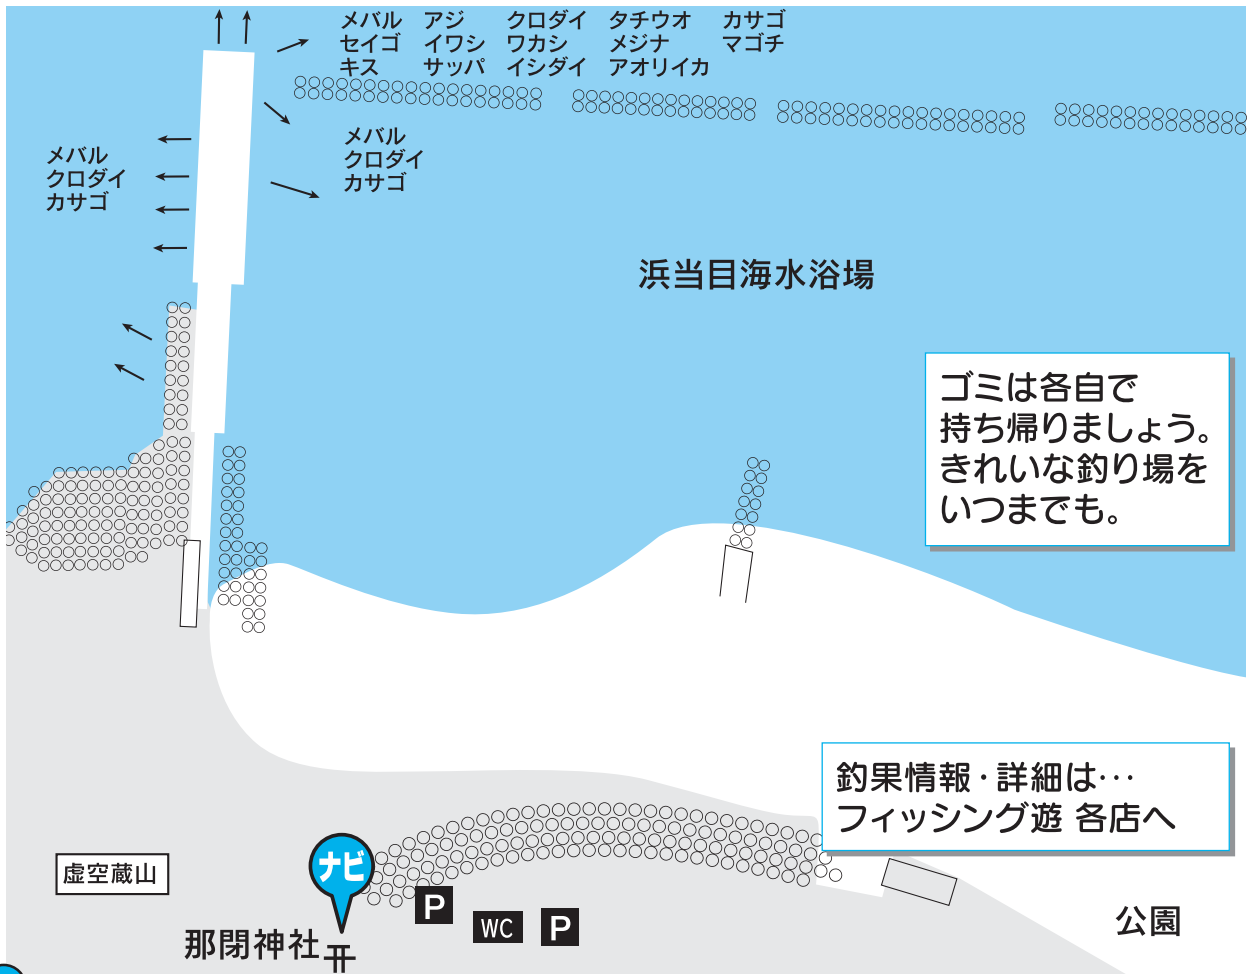 メバル アジ クロダイ タチウオ カサゴ
セイゴ イワシ ワカシ メジナ マゴチ
キス サッパ イシダイ アオリイカ
メバル
クロダイ
カサゴ
メバル
クロダイ
カサゴ
浜当目海水浴場
ゴミは各自で
持ち帰りましょう。
きれいな釣り場を
いつまでも。
釣果情報・詳細は…
フィッシング遊 各店へ
虚空蔵山
ナビ
P
WC
P
那閉神社
公園